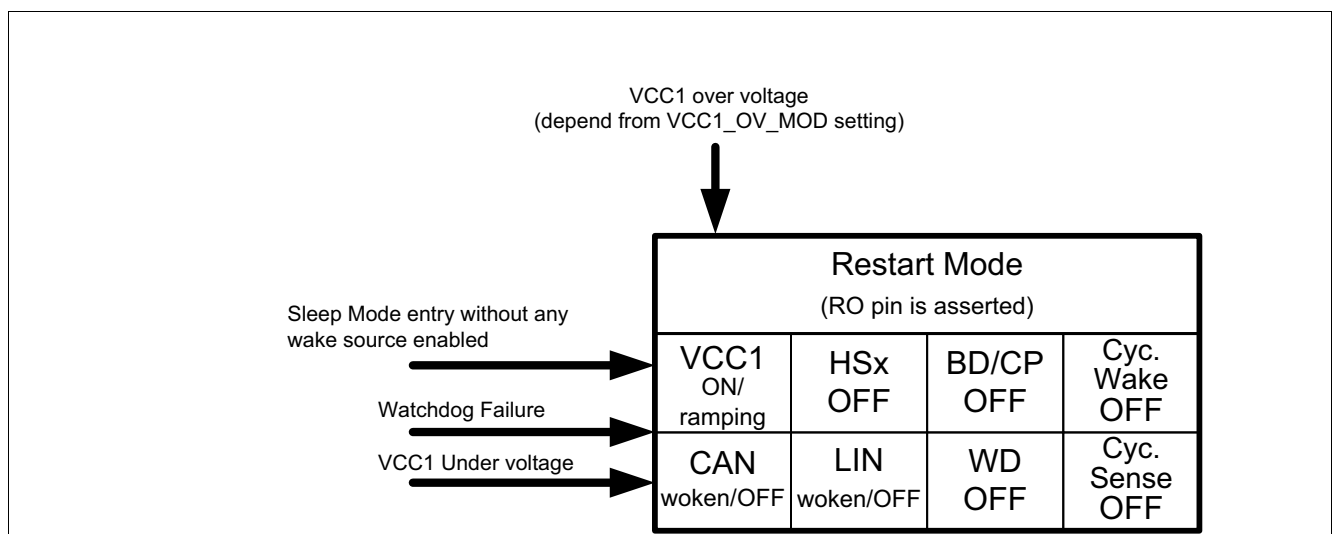 VCC1 over voltage
(depend from VCC1_OV_MOD setting)
Restart Mode
(RO pin is asserted)
Sleep Mode entry without any
wake source enabled
Watchdog Failure
VCC1 Under voltage
VCC1
ON/
ramping
HSx
OFF
BD/CP
OFF
Cyc.
Wake
OFF
CAN
woken/OFF
LIN
woken/OFF
WD
OFF
Cyc.
Sense
OFF